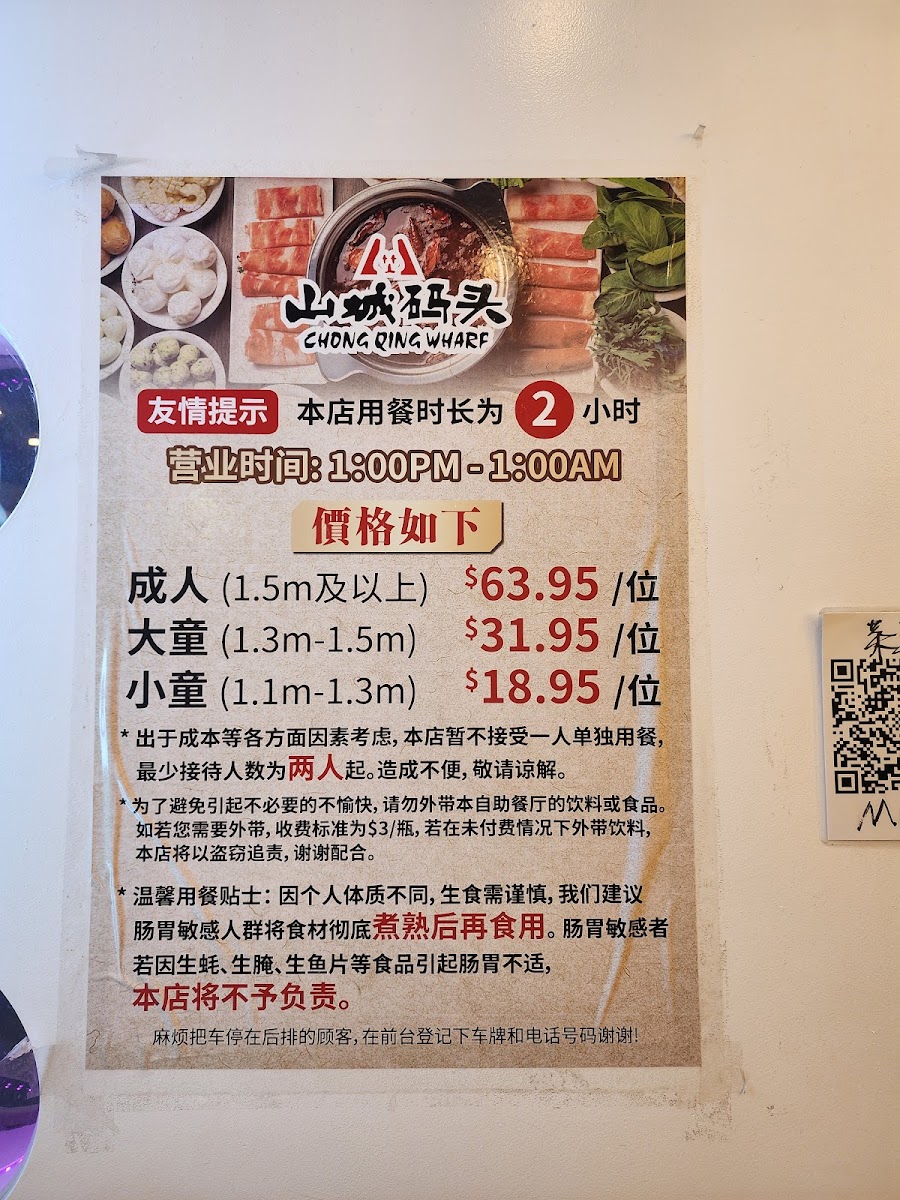 山城码头
CHONG QING WHARF
友情提示 本店用餐时长为 2 小时
营业时间: 1:00PM - 1:00AM
價格如下
成人 (1.5m及以上) $63.95 /位
大童 (1.3m-1.5m) $31.95 /位
小童 (1.1m-1.3m) $18.95 /位
* 出于成本等各方面因素考虑, 本店暂不接受一人单独用餐,
最少接待人数为两人起。造成不便, 敬请谅解。
* 为了避免引起不必要的不愉快, 请勿外带本自助餐厅的饮料或食品。
如若您需要外带, 收费标准为$3/瓶, 若在未付费情况下外带饮料,
本店将以盗窃追责, 谢谢配合。
* 温馨用餐贴士: 因个人体质不同, 生食需谨慎, 我们建议
肠胃敏感人群将食材彻底煮熟后再食用。肠胃敏感者
若因生蚝、生腌、生鱼片等食品引起肠胃不适,
本店将不予负责。
麻烦把车停在后排的顾客, 在前台登记下车牌和电话号码谢谢!
菜
M